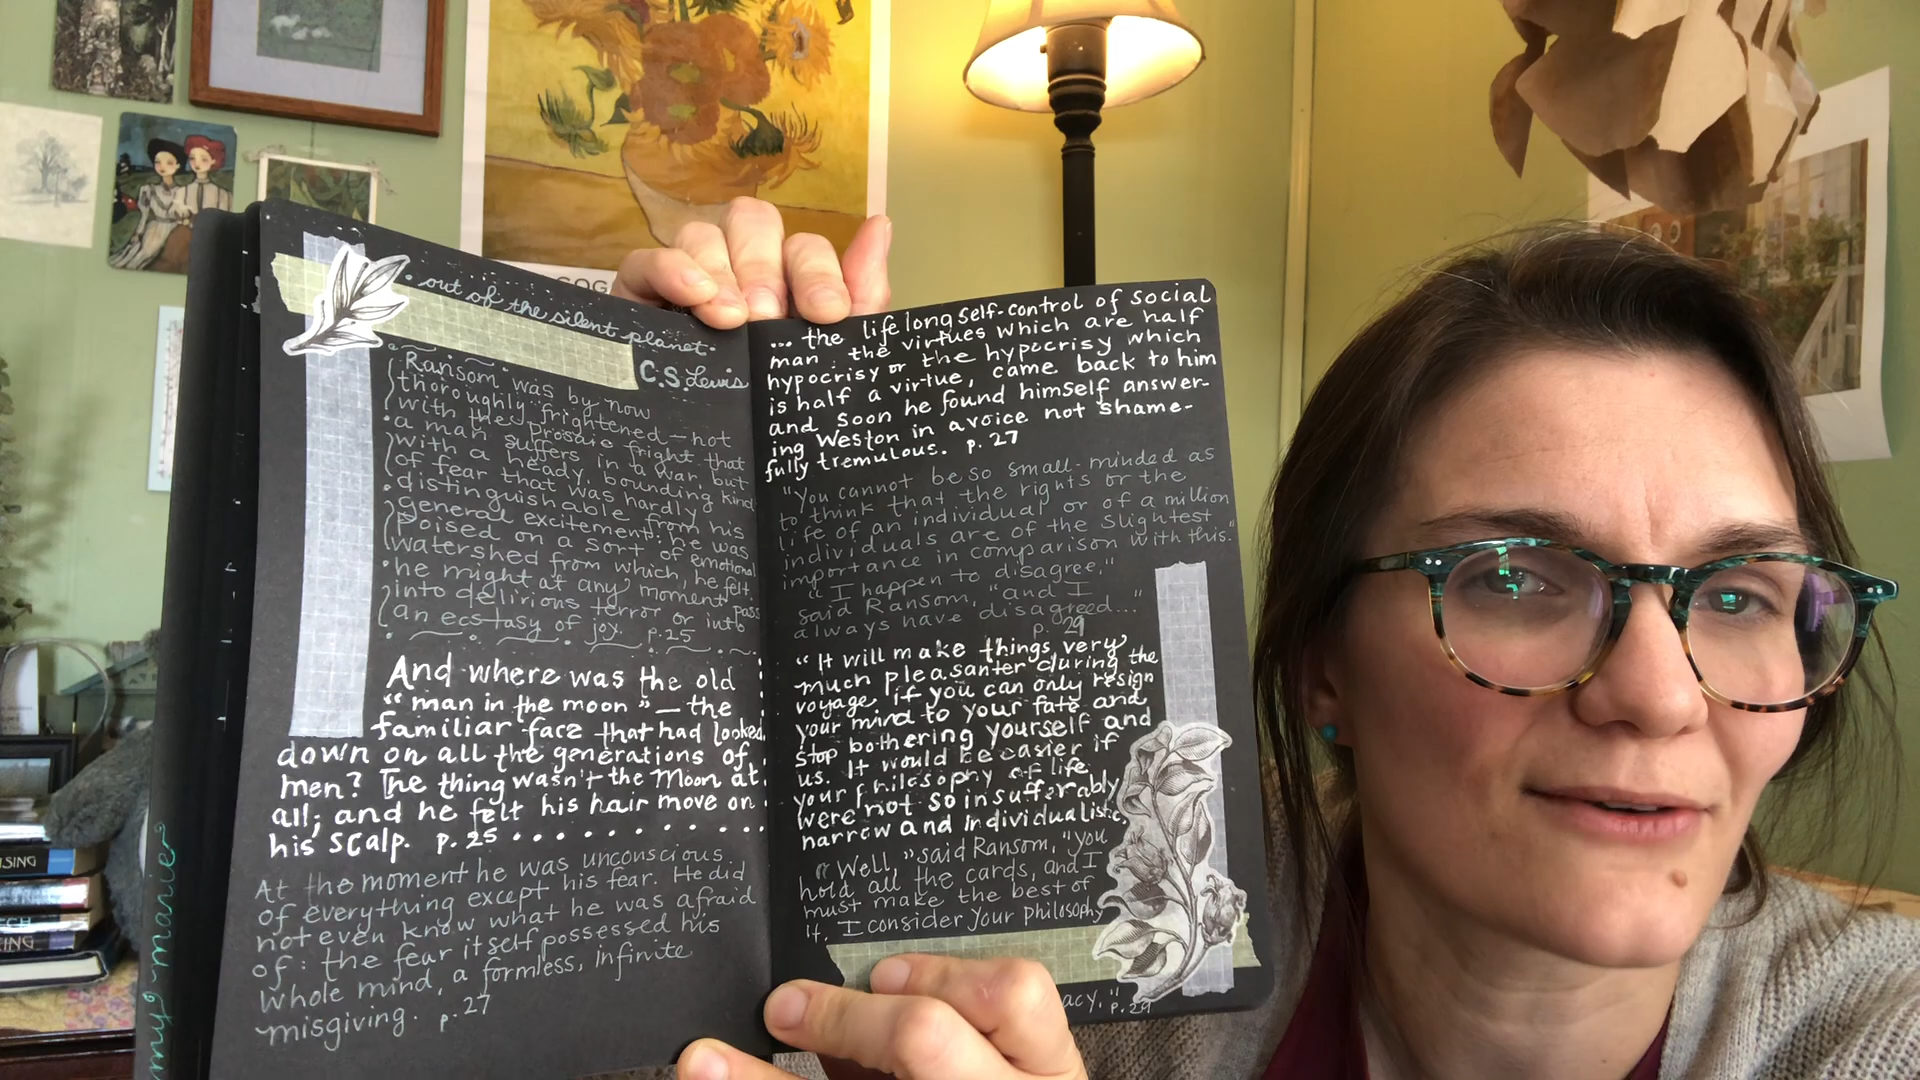 out of the silent planet.
C.S. Lewis
Ransom was by now
thoroughly frightened — not
with the prosaic fright that
a man suffers in a war, but
with a heady, bounding kind
of fear that was hardly
distinguishable from his
general excitement: he was
poised on a sort of emotional
watershed from which, he felt,
he might at any moment pass
into delirious terror or into
an ecstasy of joy. p.25
And where was the old
"man in the moon" — the
familiar face that had looked
down on all the generations of
men? The thing wasn't the Moon at
all; and he felt his hair move on
his scalp. p.25
At the moment he was unconscious
of everything except his fear. He did
not even know what he was afraid
of: the fear itself possessed his
whole mind, a formless, infinite
misgiving. p.27
... the life long self-control of social
man, the virtues which are half
hypocrisy or the hypocrisy which
is half a virtue, came back to him
and soon he found himself answer-
ing Weston in a voice not shame-
fully tremulous. p.27
"You cannot be so small-minded as
to think that the rights or the
life of an individual or of a million
individuals are of the slightest
importance in comparison with this."
"I happen to disagree,"
said Ransom, "and I
always have disagreed..."
p. 29
"It will make things very
much pleasanter during the
voyage, if you can only resign
your mind to your fate and
stop bothering yourself and
us. It would be easier if
your philosophy of life
were not so insufferably
narrow and individualistic.
"Well," said Ransom, "you
hold all the cards, and I
must make the best of
it. I consider your philosophy
acy." p.29
my marie
GOG
ISING
CH
ING